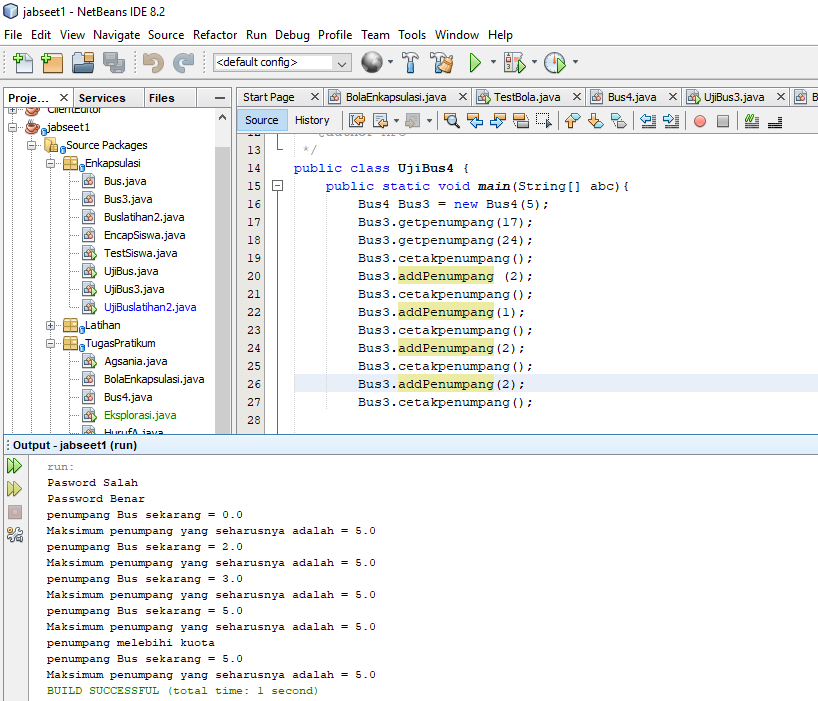 jabseet1 - NetBeans IDE 8.2
File Edit View Navigate Source Refactor Run Debug Profile Team Tools Window Help
<default config>
Proje... Services Files
Start Page BolaEnkapsulasi.java TestBola.java Bus4.java UjiBus3.java B
Source History
ClientEditor
jabseet1
Source Packages
Enkapsulasi
Bus.java
Bus3.java
Buslatihan2.java
EncapSiswa.java
TestSiswa.java
UjiBus.java
UjiBus3.java
UjiBuslatihan2.java
Latihan
TugasPratikum
Agsania.java
BolaEnkapsulasi.java
Bus4.java
Eksplorasi.java
HurufA.java
12
13 */
14 public class UjiBus4 {
15 public static void main(String[] abc){
16 Bus4 Bus3 = new Bus4(5);
17 Bus3.getpenumpang(17);
18 Bus3.getpenumpang(24);
19 Bus3.cetakpenumpang();
20 Bus3.addPenumpang (2);
21 Bus3.cetakpenumpang();
22 Bus3.addPenumpang(1);
23 Bus3.cetakpenumpang();
24 Bus3.addPenumpang(2);
25 Bus3.cetakpenumpang();
26 Bus3.addPenumpang(2);
27 Bus3.cetakpenumpang();
28
Output - jabseet1 (run)
run:
Pasword Salah
Password Benar
penumpang Bus sekarang = 0.0
Maksimum penumpang yang seharusnya adalah = 5.0
penumpang Bus sekarang = 2.0
Maksimum penumpang yang seharusnya adalah = 5.0
penumpang Bus sekarang = 3.0
Maksimum penumpang yang seharusnya adalah = 5.0
penumpang Bus sekarang = 5.0
Maksimum penumpang yang seharusnya adalah = 5.0
penumpang melebihi kuota
penumpang Bus sekarang = 5.0
Maksimum penumpang yang seharusnya adalah = 5.0
BUILD SUCCESSFUL (total time: 1 second)